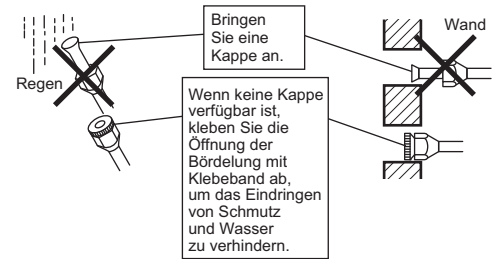 Regen
Bringen
Sie eine
Kappe an.
Wand
Wenn keine Kappe
verfügbar ist,
kleben Sie die
Öffnung der
Bördelung mit
Klebeband ab,
um das Eindringen
von Schmutz
und Wasser
zu verhindern.